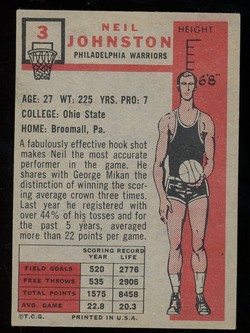 3
NEIL
JOHNSTON
PHILADELPHIA WARRIORS
HEIGHT
6'8"
AGE: 27 WT: 225 YRS. PRO: 7
COLLEGE: Ohio State
HOME: Broomall, Pa.
A fabulously effective hook shot
makes Neil the most accurate
performer in the game. He
shares with George Mikan the
distinction of winning the scor-
ing-average crown three times.
Last year he registered with
over 44% of his tosses and for
the past 5 years, averaged
more than 22 points per game.
SCORING RECORD
YEAR LIFE
FIELD GOALS 520 2776
FREE THROWS 535 2906
TOTAL POINTS 1575 8458
AVG. GAME 22.8 20.3
©T.C.G. PRINTED IN U.S.A.